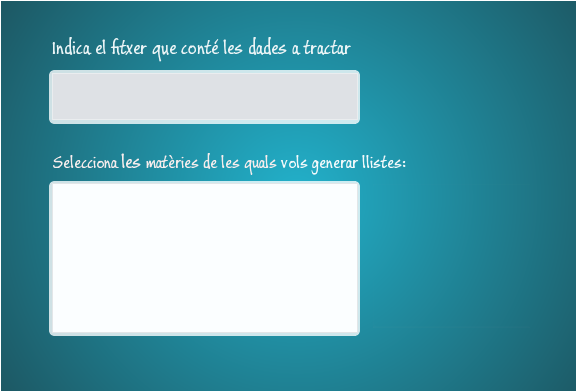 Indica el fitxer que conté les dades a tractar
Selecciona les matèries de les quals vols generar llistes: